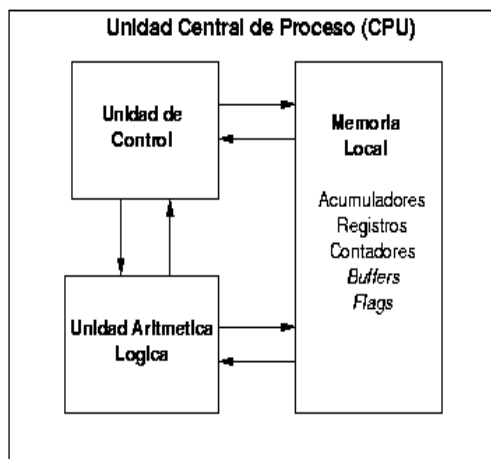 Unidad Central de Proceso (CPU)
Unidad de
Control
Memoria
Local
Acumuladores
Registros
Contadores
Buffers
Flags
Unidad Aritmetica
Logica